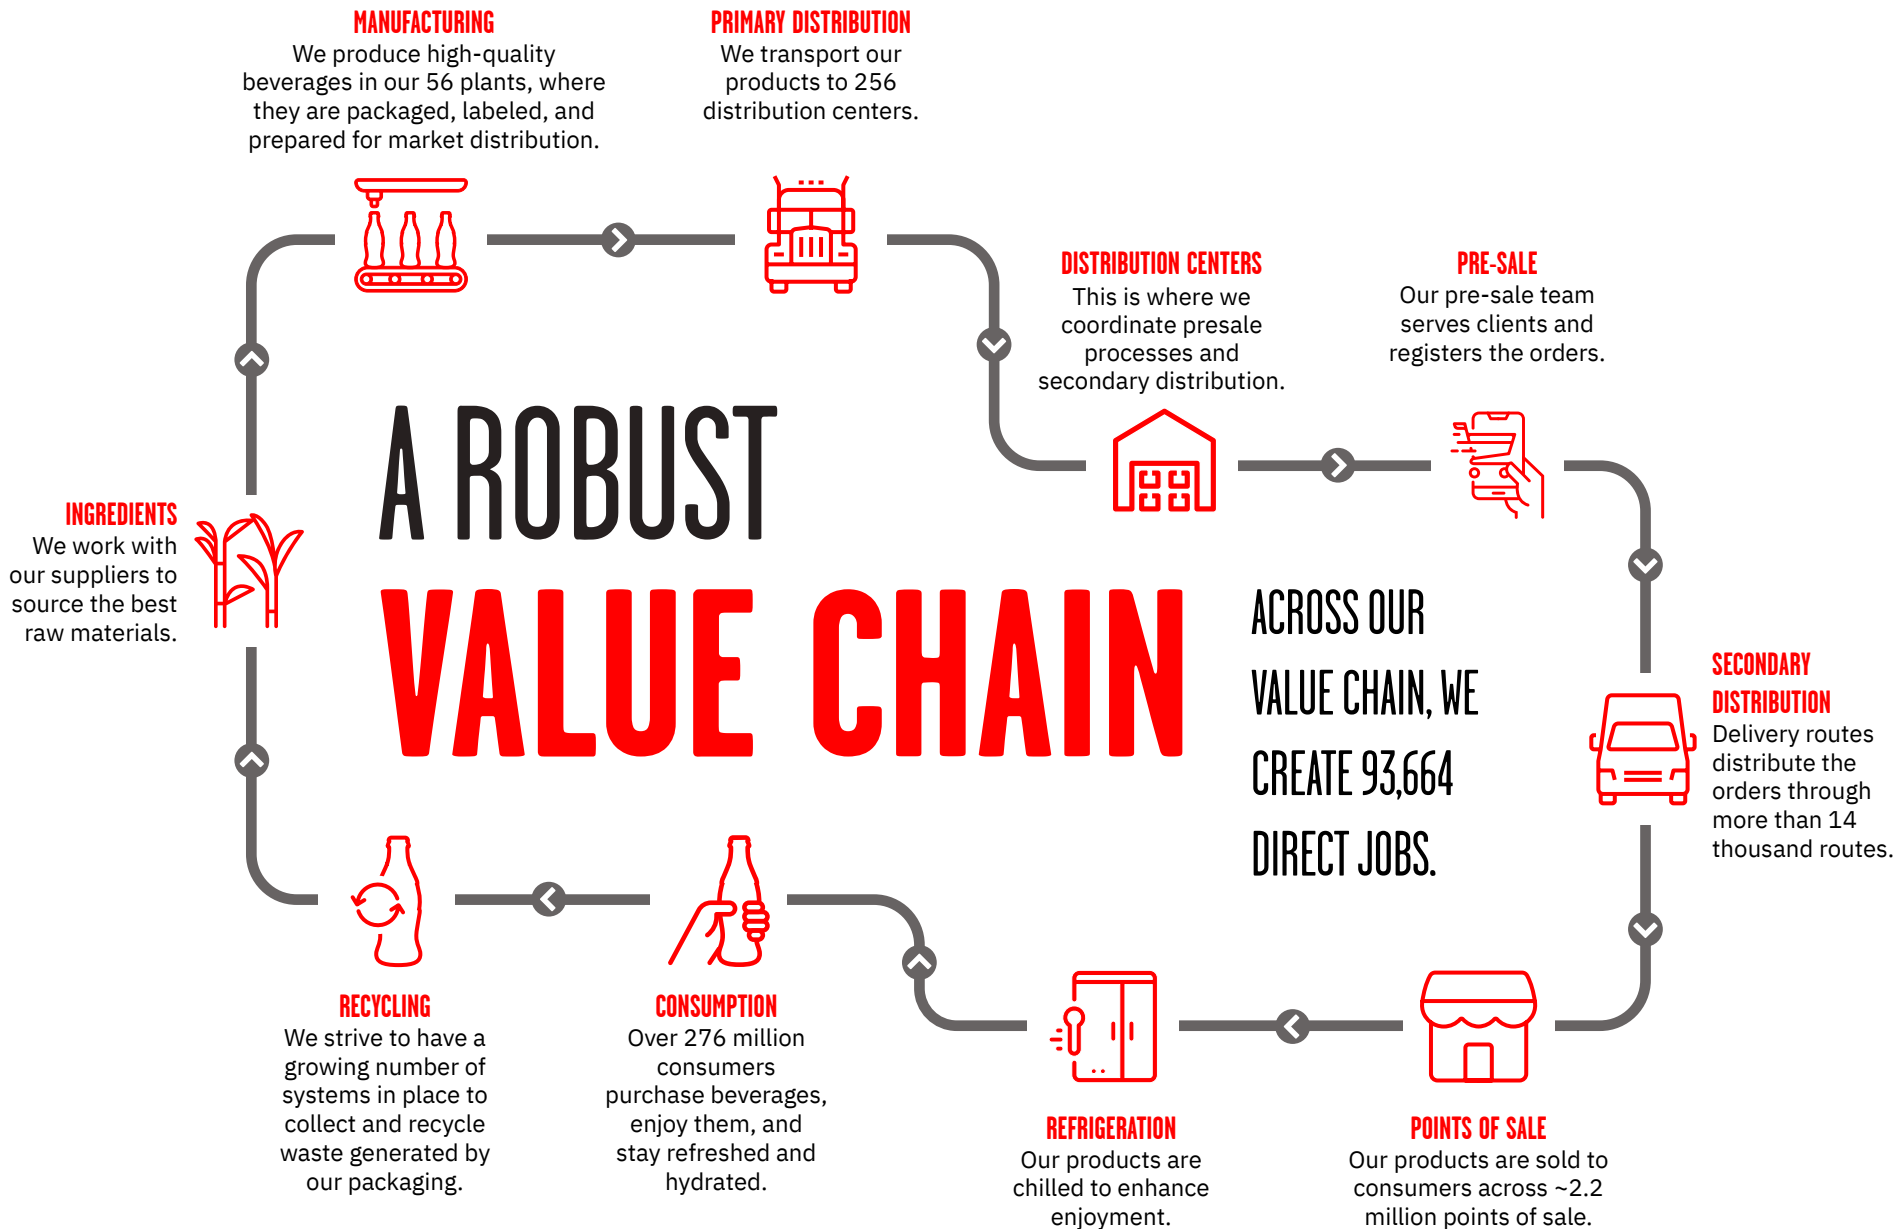 MANUFACTURING
We produce high-quality
beverages in our 56 plants, where
they are packaged, labeled, and
prepared for market distribution.
PRIMARY DISTRIBUTION
We transport our
products to 256
distribution centers.
DISTRIBUTION CENTERS
This is where we
coordinate presale
processes and
secondary distribution.
PRE-SALE
Our pre-sale team
serves clients and
registers the orders.
A ROBUST
VALUE CHAIN
ACROSS OUR
VALUE CHAIN, WE
CREATE 93,664
DIRECT JOBS.
INGREDIENTS
We work with
our suppliers to
source the best
raw materials.
SECONDARY
DISTRIBUTION
Delivery routes
distribute the
orders through
more than 14
thousand routes.
RECYCLING
We strive to have a
growing number of
systems in place to
collect and recycle
waste generated by
our packaging.
CONSUMPTION
Over 276 million
consumers
purchase beverages,
enjoy them, and
stay refreshed and
hydrated.
REFRIGERATION
Our products are
chilled to enhance
enjoyment.
POINTS OF SALE
Our products are sold to
consumers across ~2.2
million points of sale.